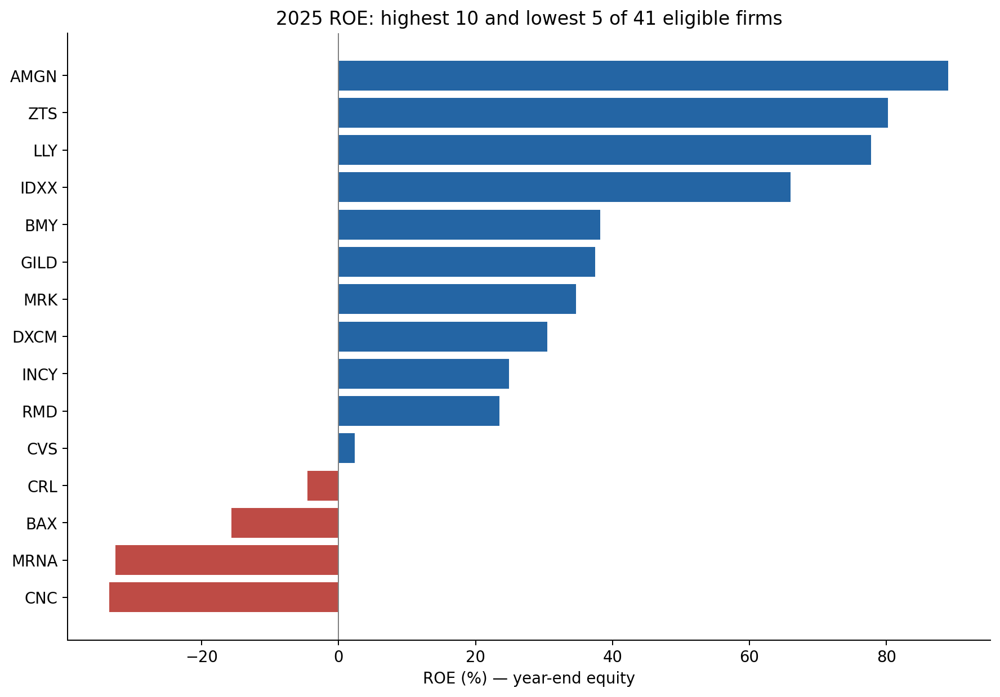 2025 ROE: highest 10 and lowest 5 of 41 eligible firms
AMGN
ZTS
LLY
IDXX
BMY
GILD
MRK
DXCM
INCY
RMD
CVS
CRL
BAX
MRNA
CNC
−20 0 20 40 60 80
ROE (%) — year-end equity